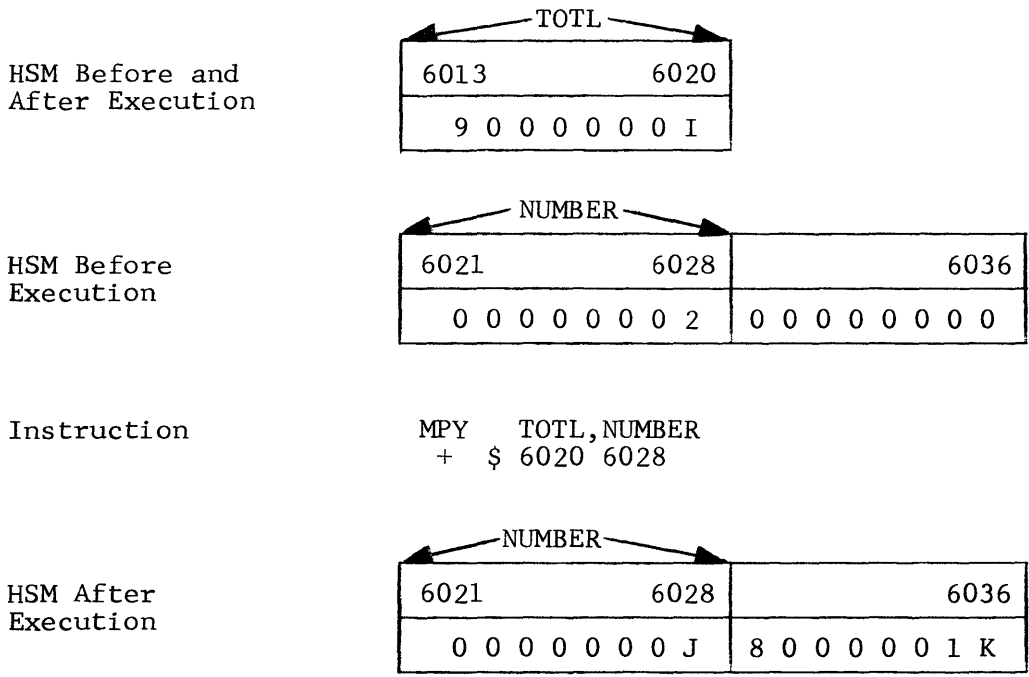 TOTL
HSM Before and
After Execution
6013 6020
9 0 0 0 0 0 0 I
NUMBER
HSM Before
Execution
6021 6028 6036
0 0 0 0 0 0 0 2 0 0 0 0 0 0 0 0
Instruction MPY TOTL,NUMBER
+ $ 6020 6028
NUMBER
HSM After
Execution
6021 6028 6036
0 0 0 0 0 0 0 J 8 0 0 0 0 0 1 K